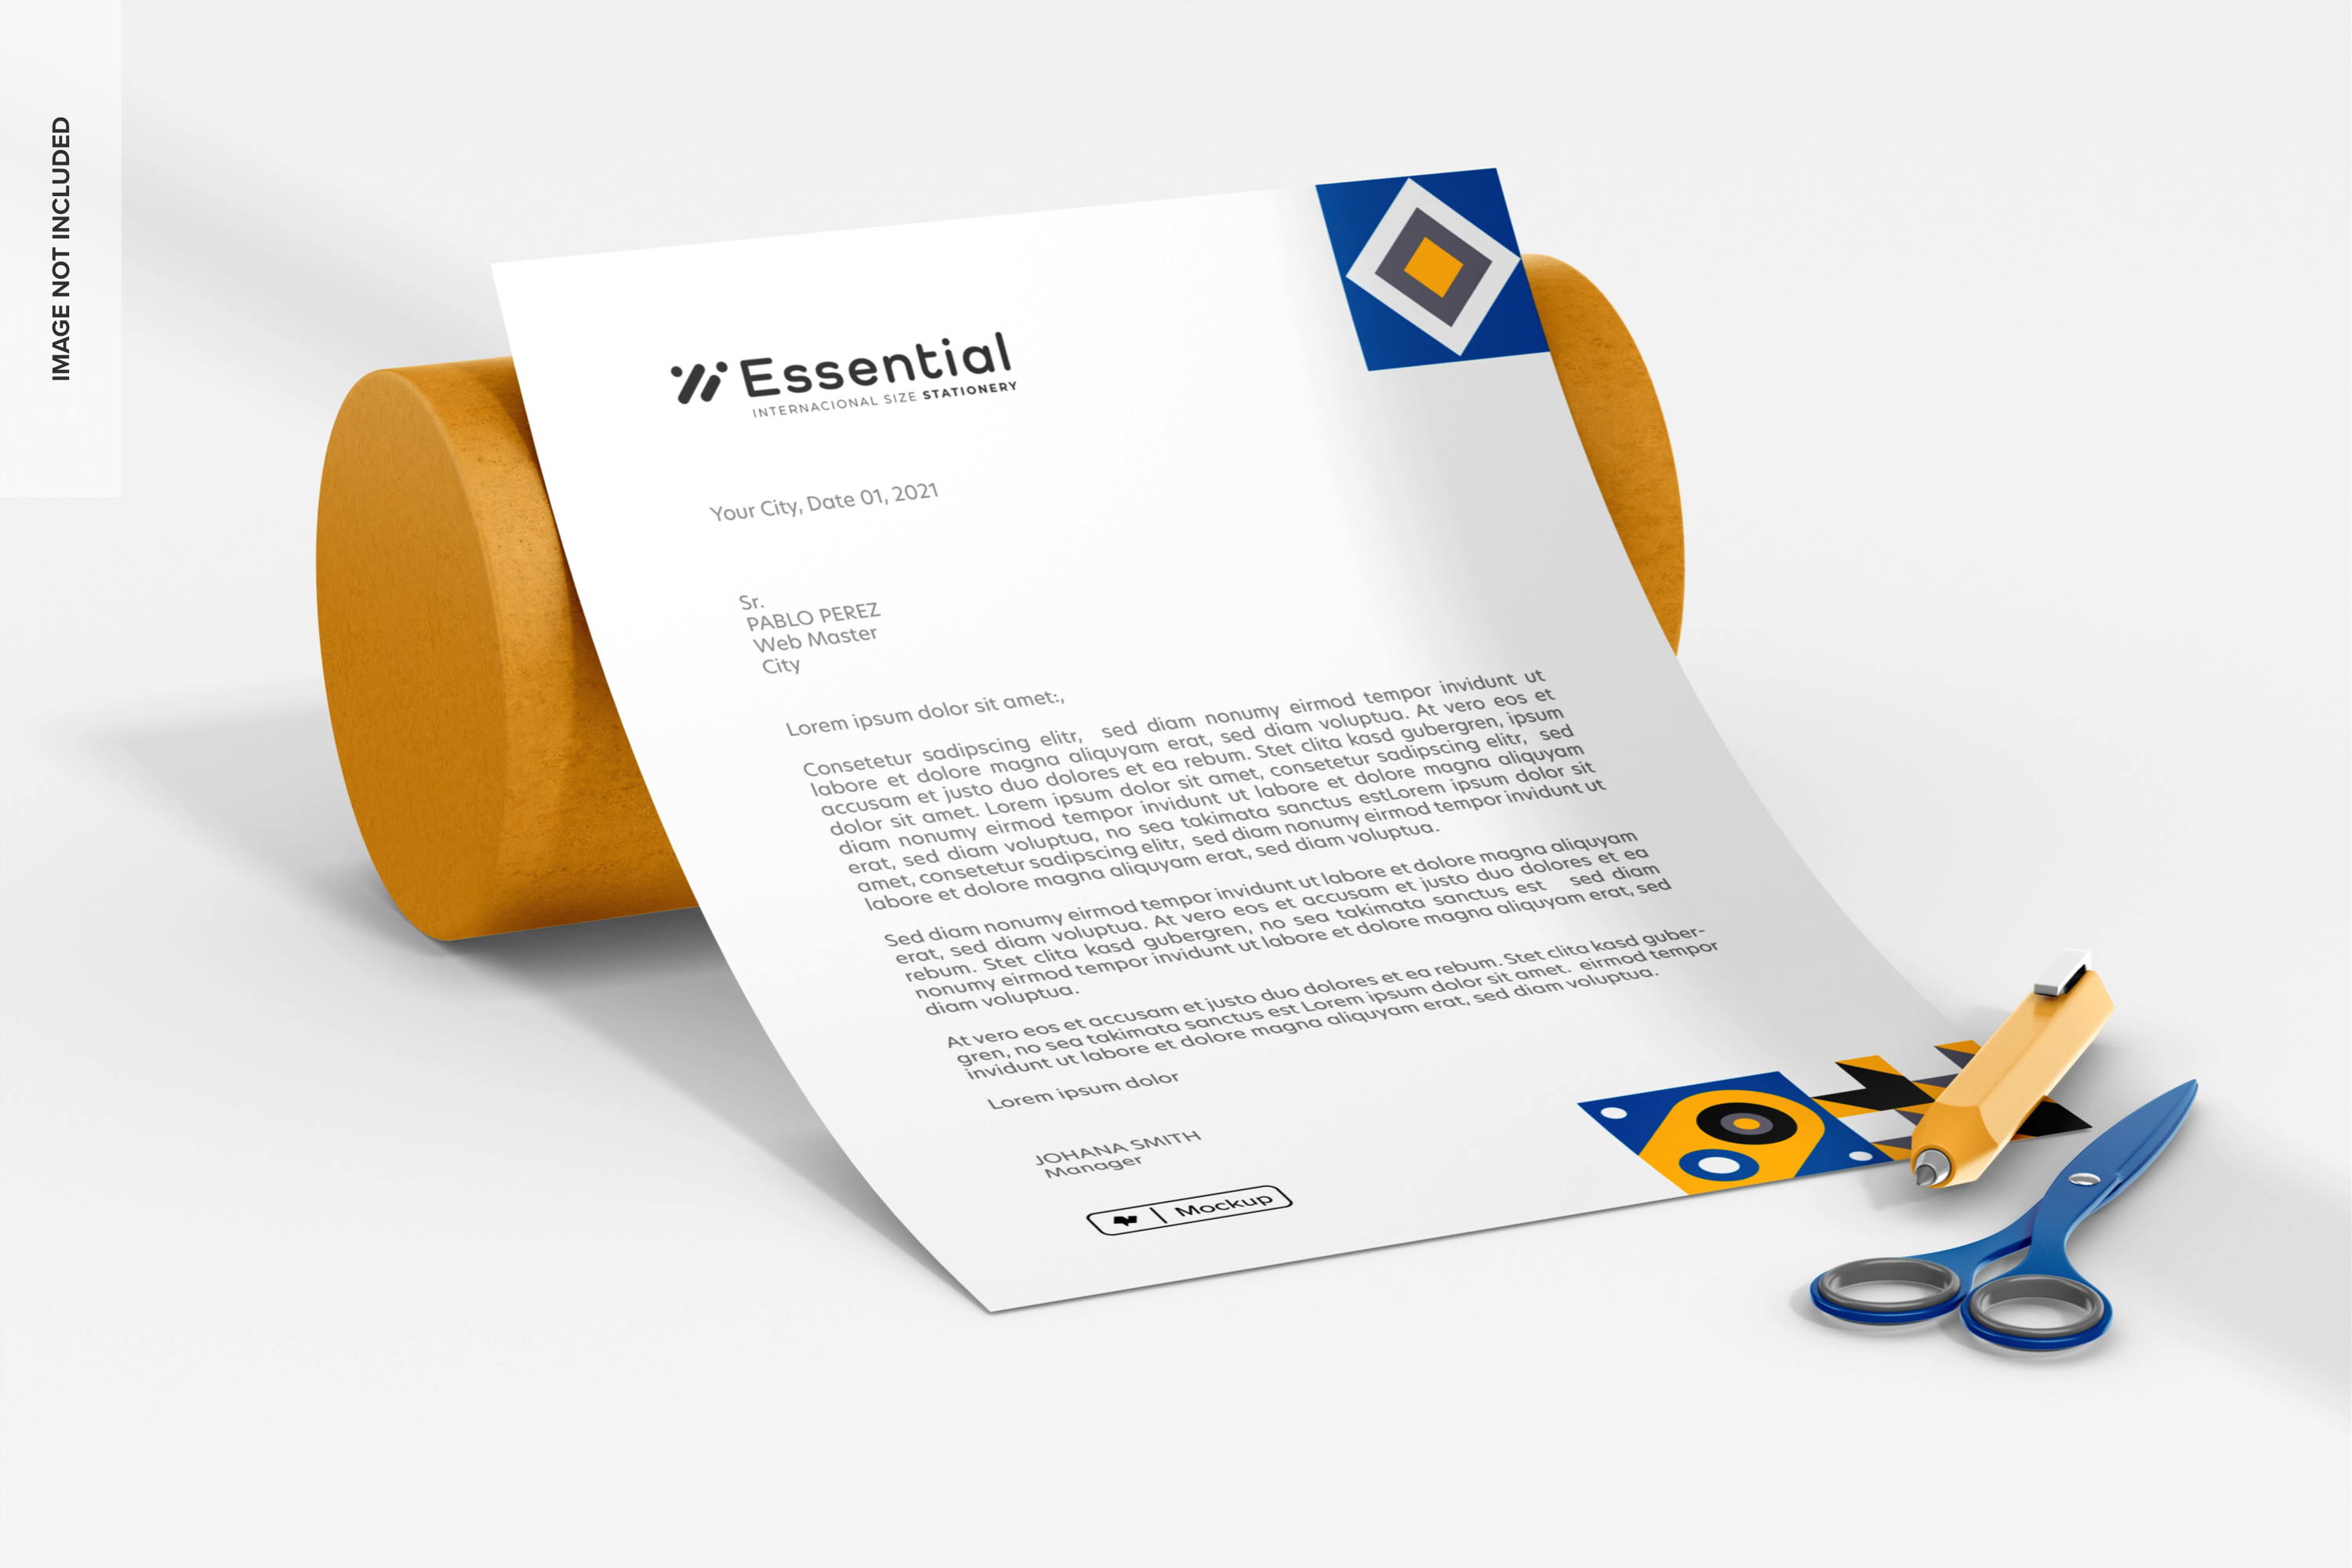 IMAGE NOT INCLUDED
Essential
INTERNACIONAL SIZE STATIONERY
Your City, Date 01, 2021
Sr.
PABLO PEREZ
Web Master
City
Lorem ipsum dolor sit amet:,
Consetetur sadipscing elitr, sed diam nonumy eirmod tempor invidunt ut
labore et dolore magna aliquyam erat, sed diam voluptua. At vero eos et
accusam et justo duo dolores et ea rebum. Stet clita kasd gubergren, ipsum
dolor sit amet. Lorem ipsum dolor sit amet, consetetur sadipscing elitr, sed
diam nonumy eirmod tempor invidunt ut labore et dolore magna aliquyam
erat, sed diam voluptua, no sea takimata sanctus estLorem ipsum dolor sit
amet, consetetur sadipscing elitr, sed diam nonumy eirmod tempor invidunt ut
labore et dolore magna aliquyam erat, sed diam voluptua.
Sed diam nonumy eirmod tempor invidunt ut labore et dolore magna aliquyam
erat, sed diam voluptua. At vero eos et accusam et justo duo dolores et ea
rebum. Stet clita kasd gubergren, no sea takimata sanctus est sed diam
nonumy eirmod tempor invidunt ut labore et dolore magna aliquyam erat, sed
diam voluptua.
At vero eos et accusam et justo duo dolores et ea rebum. Stet clita kasd guber-
gren, no sea takimata sanctus est Lorem ipsum dolor sit amet. eirmod tempor
invidunt ut labore et dolore magna aliquyam erat, sed diam voluptua.
Lorem ipsum dolor
JOHANA SMITH
Manager
Mockup